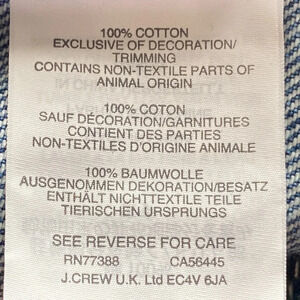 100% COTTON
EXCLUSIVE OF DECORATION/
TRIMMING
CONTAINS NON-TEXTILE PARTS OF
ANIMAL ORIGIN
100% COTON
SAUF DÉCORATION/GARNITURES
CONTIENT DES PARTIES
NON-TEXTILES D'ORIGINE ANIMALE
100% BAUMWOLLE
AUSGENOMMEN DEKORATION/BESATZ
ENTHÄLT NICHTTEXTILE TEILE
TIERISCHEN URSPRUNGS
SEE REVERSE FOR CARE
RN77388 CA56445
J.CREW U.K. Ltd EC4V 6JA